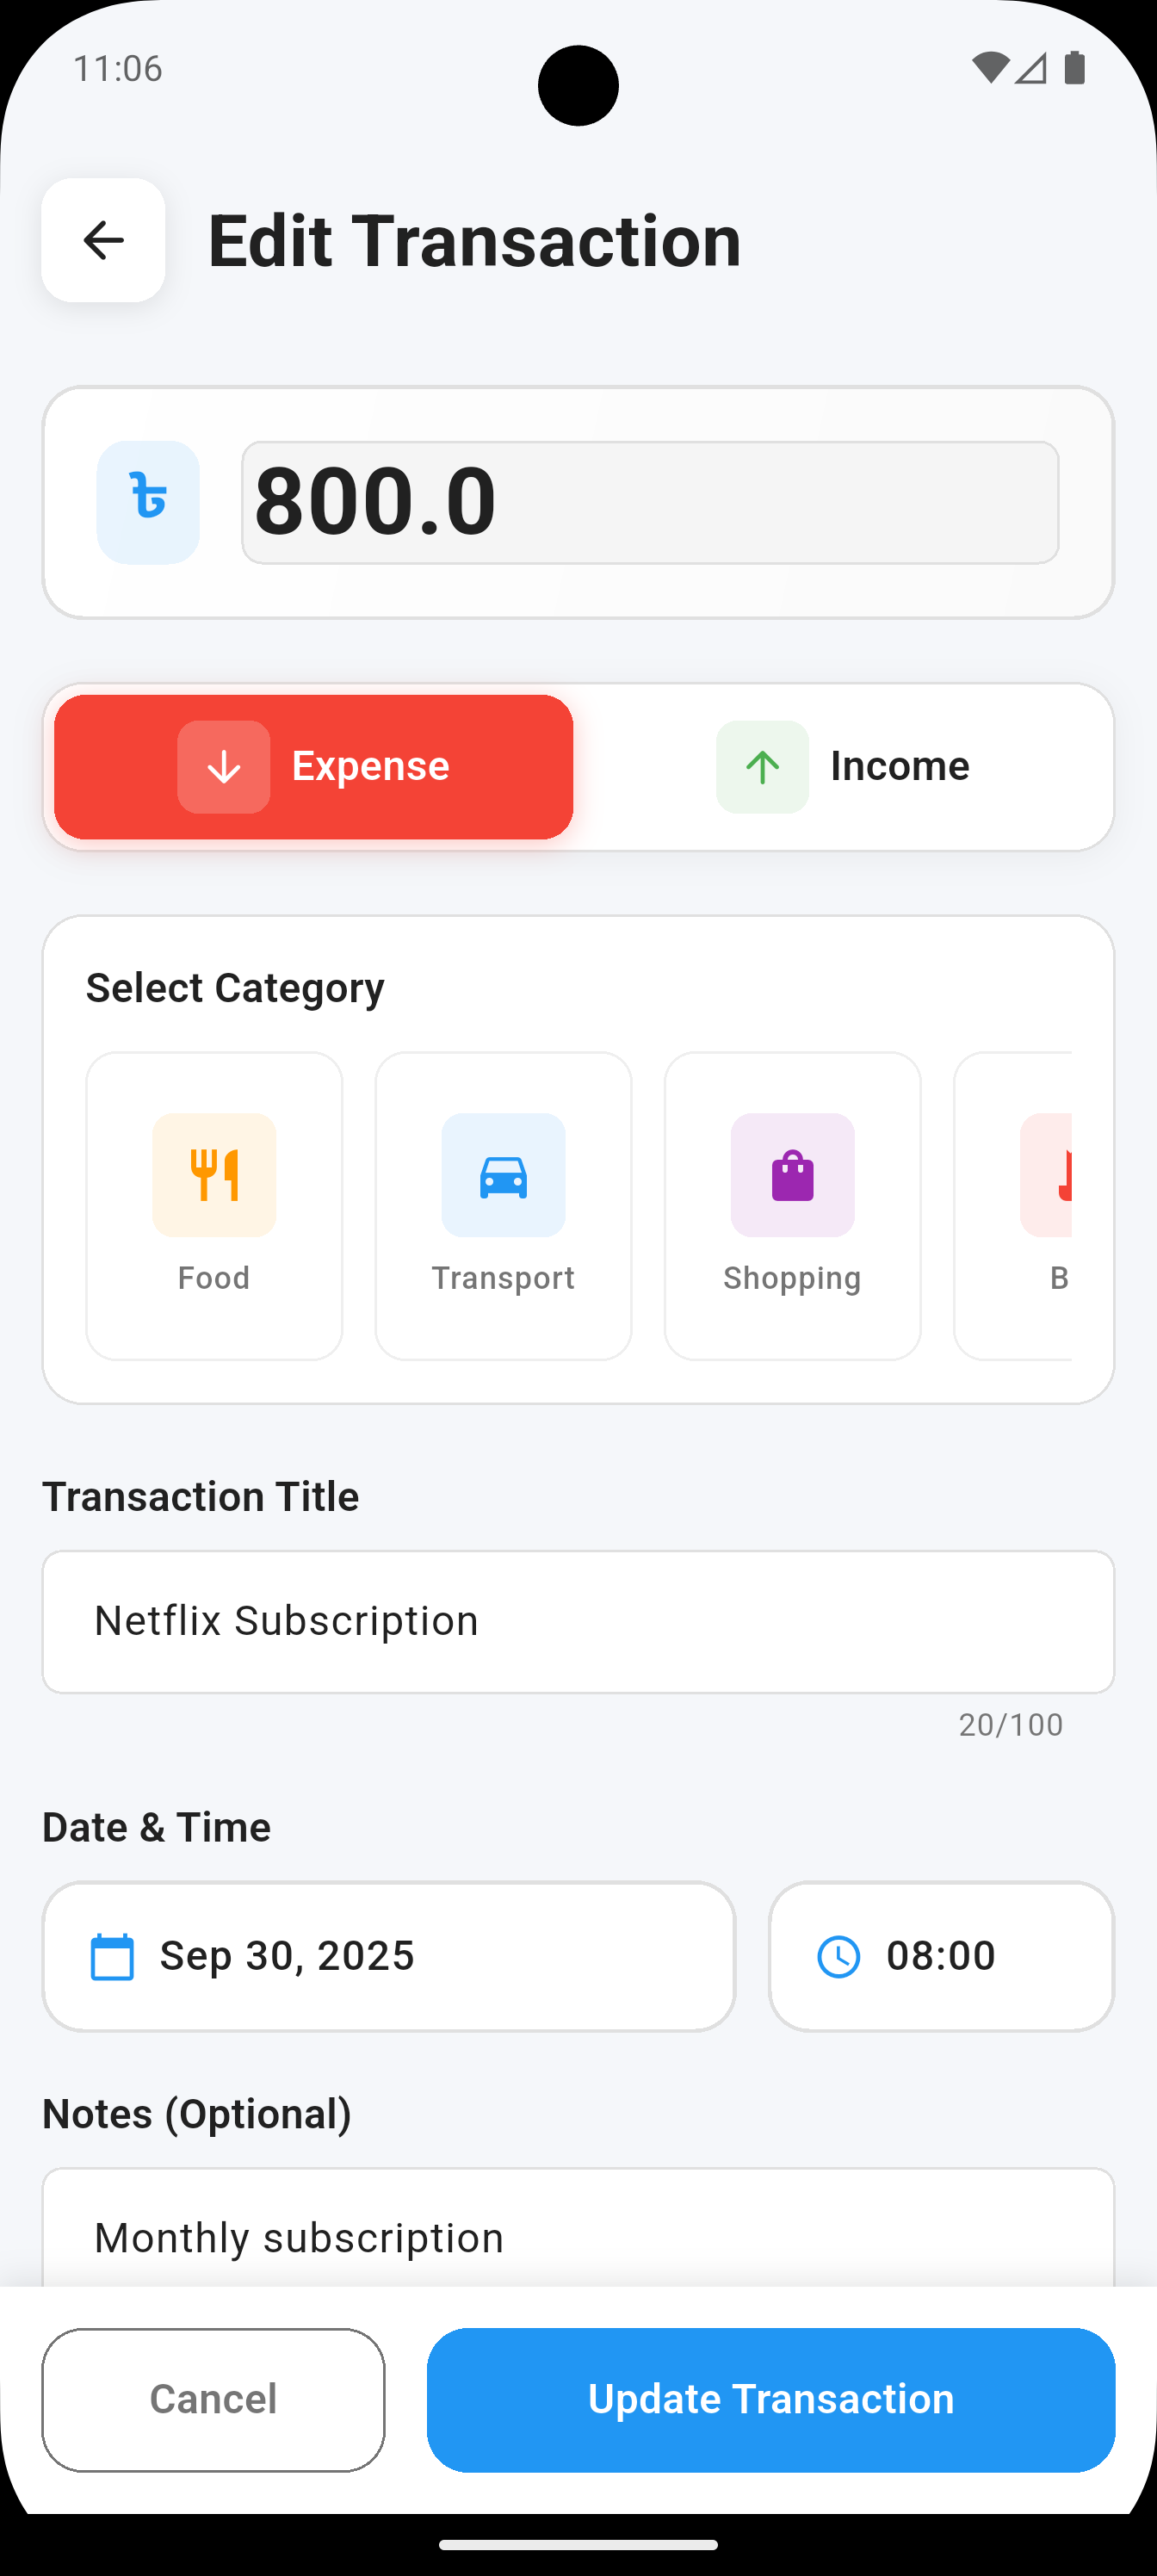 11:06
Edit Transaction
৳ 800.0
Expense Income
Select Category
Food Transport Shopping B
Transaction Title
Netflix Subscription
20/100
Date & Time
Sep 30, 2025 08:00
Notes (Optional)
Monthly subscription
Cancel Update Transaction